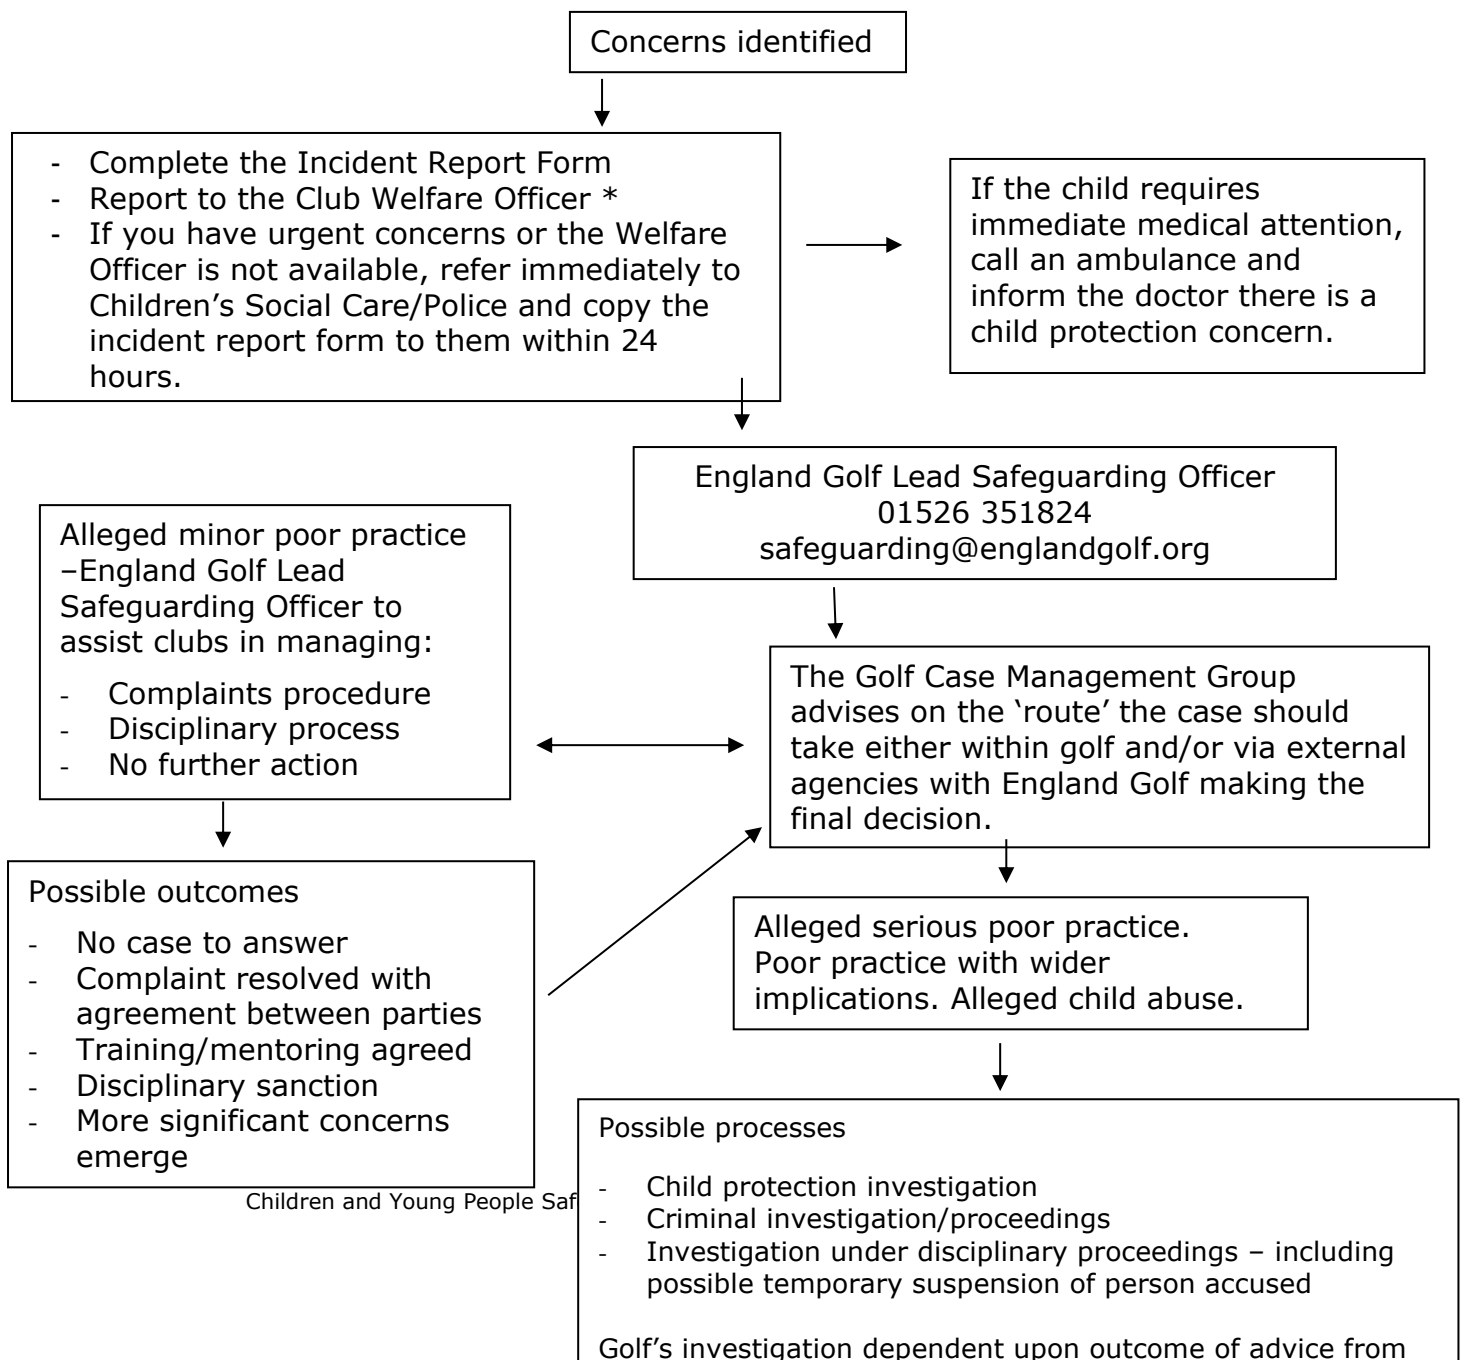 Concerns identified
- Complete the Incident Report Form
- Report to the Club Welfare Officer *
- If you have urgent concerns or the Welfare
Officer is not available, refer immediately to
Children’s Social Care/Police and copy the
incident report form to them within 24
hours.
If the child requires
immediate medical attention,
call an ambulance and
inform the doctor there is a
child protection concern.
England Golf Lead Safeguarding Officer
01526 351824
safeguarding@englandgolf.org
Alleged minor poor practice
–England Golf Lead
Safeguarding Officer to
assist clubs in managing:
- Complaints procedure
- Disciplinary process
- No further action
The Golf Case Management Group
advises on the ‘route’ the case should
take either within golf and/or via external
agencies with England Golf making the
final decision.
Possible outcomes
- No case to answer
- Complaint resolved with
agreement between parties
- Training/mentoring agreed
- Disciplinary sanction
- More significant concerns
emerge
Alleged serious poor practice.
Poor practice with wider
implications. Alleged child abuse.
Children and Young People Saf
Possible processes
- Child protection investigation
- Criminal investigation/proceedings
- Investigation under disciplinary proceedings – including
possible temporary suspension of person accused
Golf’s investigation dependent upon outcome of advice from